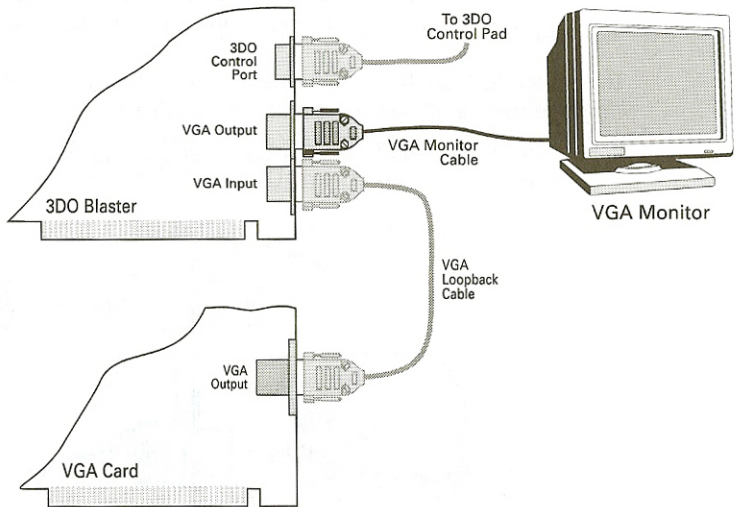 To 3DO
Control Pad
3DO
Control
Port
VGA Output
VGA Monitor
Cable
VGA Input
3DO Blaster
VGA Monitor
VGA
Loopback
Cable
VGA
Output
VGA Card